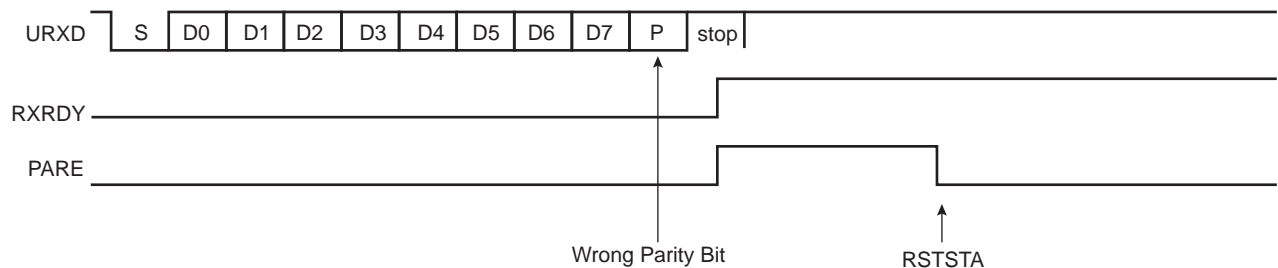 URXD S D0 D1 D2 D3 D4 D5 D6 D7 P stop
RXRDY
PARE
Wrong Parity Bit RSTSTA